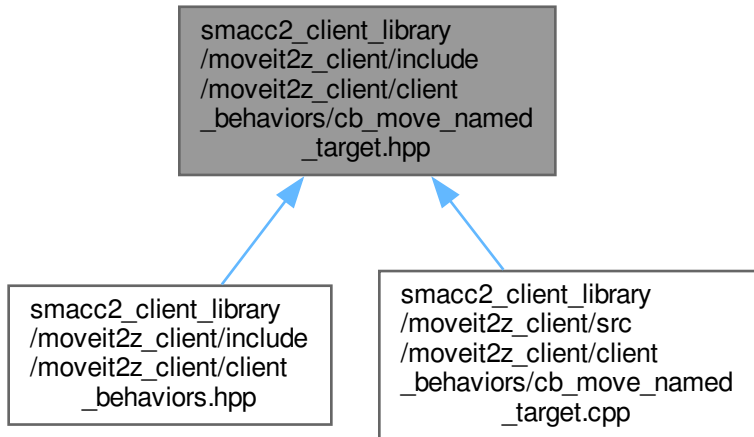 smacc2_client_library
/moveit2z_client/include
/moveit2z_client/client
_behaviors/cb_move_named
_target.hpp
smacc2_client_library
/moveit2z_client/include
/moveit2z_client/client
_behaviors.hpp
smacc2_client_library
/moveit2z_client/src
/moveit2z_client/client
_behaviors/cb_move_named
_target.cpp